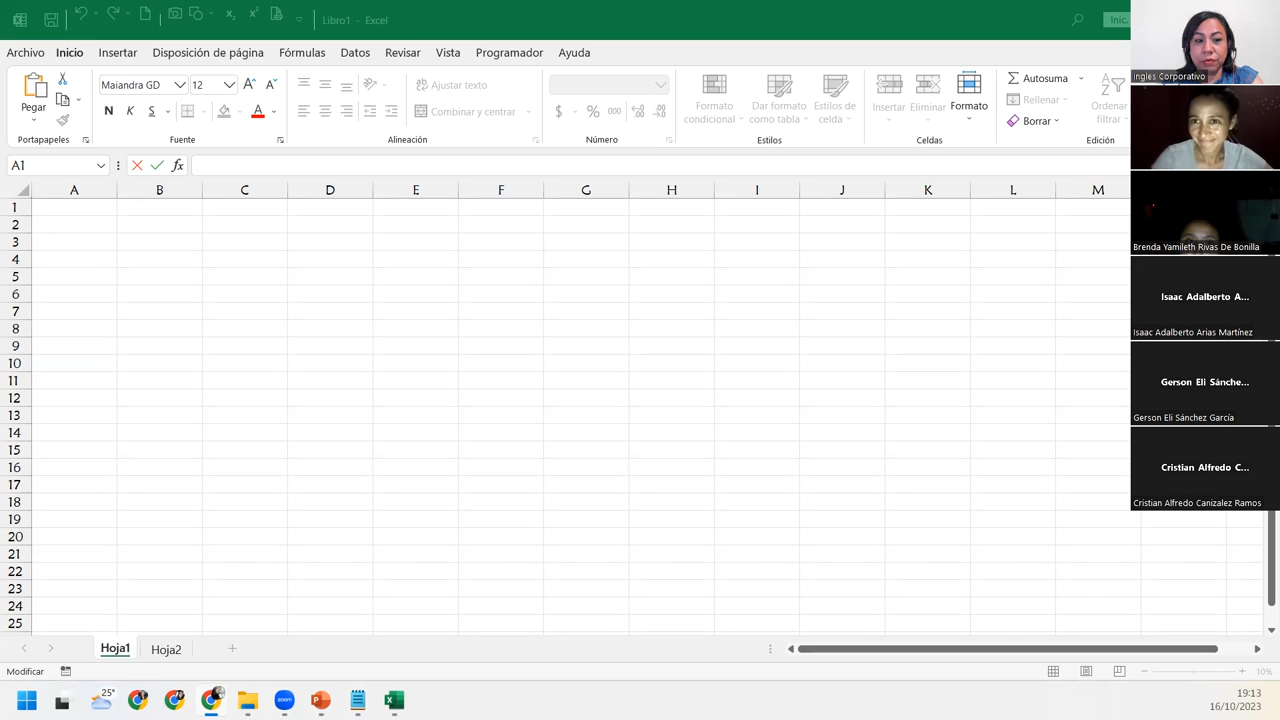 Libro1 - Excel
Inic.
Archivo Inicio Insertar Disposición de página Fórmulas Datos Revisar Vista Programador Ayuda
Pegar
Maiandra GD 12
N K S
Ajustar texto
Combinar y centrar
$ % 000
Formato condicional
Dar formato como tabla
Estilos de celda
Insertar
Eliminar
Formato
Autosuma
Rellenar
Borrar
Ordenar
filtrar
Portapapeles Fuente Alineación Número Estilos Celdas Edición
A1 fx
A B C D E F G H I J K L M
1
2
3
4
5
6
7
8
9
10
11
12
13
14
15
16
17
18
19
20
21
22
23
24
25
Ingles Corporativo
Brenda Yamileth Rivas De Bonilla
Isaac Adalberto A...
Isaac Adalberto Arias Martínez
Gerson Eli Sánche...
Gerson Eli Sánchez García
Cristian Alfredo C...
Cristian Alfredo Canizalez Ramos
Hoja1 Hoja2
Modificar
10%
25°
zoom
19:13
16/10/2023